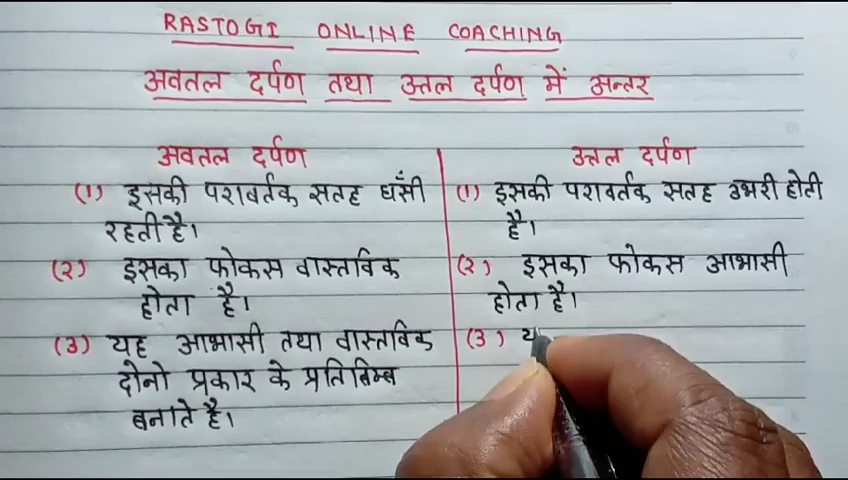 RASTOGI ONLINE COACHING
अवतल दर्पण तथा उत्तल दर्पण में अन्तर
अवतल दर्पण
(1) इसकी परावर्तक सतह धँसी
रहती है।
(२) इसका फोकस वास्तविक
होता है।
(3) यह आभासी तथा वास्तविक
दोनो प्रकार के प्रतिबिम्ब
बनाते है।
उत्तल दर्पण
(1) इसकी परावर्तक सतह उभरी होती
है।
(२) इसका फोकस आभासी
होता है।
(3) य